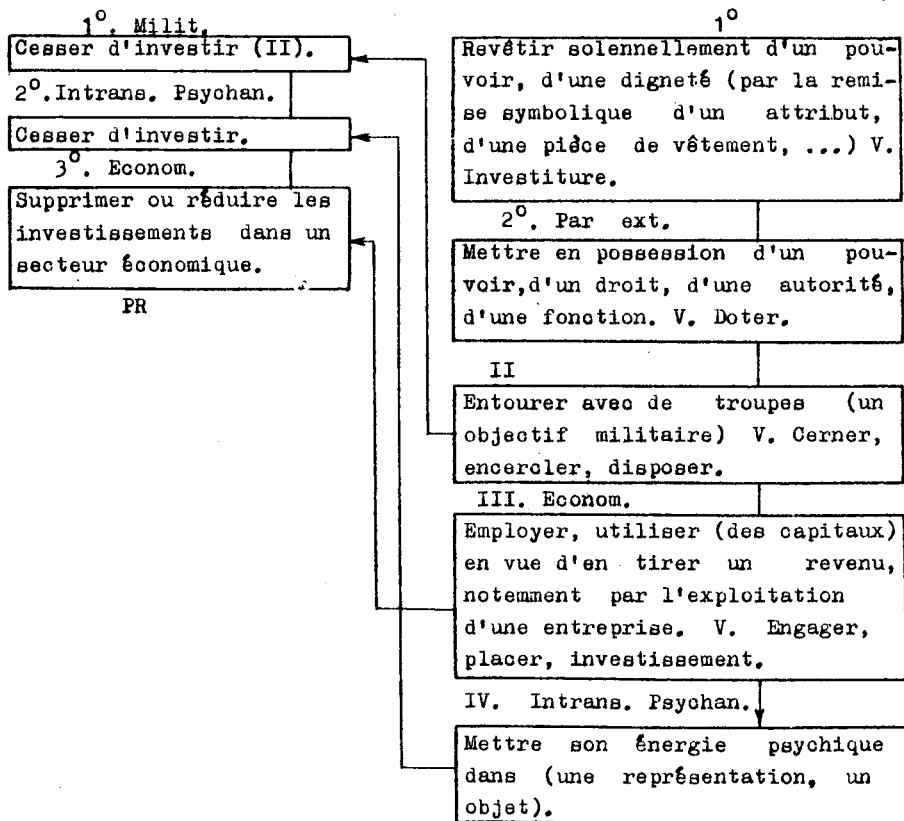 1°. Milit.
Cesser d'investir (II).
2°.Intrans. Psychan.
Cesser d'investir.
3°. Econom.
Supprimer ou réduire les
investissements dans un
secteur économique.
PR
1°
Revêtir solennellement d'un pou-
voir, d'une digneté (par la remi-
se symbolique d'un attribut,
d'une pièce de vêtement, ...) V.
Investiture.
2°. Par ext.
Mettre en possession d'un pou-
voir,d'un droit, d'une autorité,
d'une fonction. V. Doter.
II
Entourer avec de troupes (un
objectif militaire) V. Cerner,
encercler, disposer.
III. Econom.
Employer, utiliser (des capitaux)
en vue d'en tirer un revenu,
notemment par l'exploitation
d'une entreprise. V. Engager,
placer, investissement.
IV. Intrans. Psychan.
Mettre son énergie psychique
dans (une représentation, un
objet).